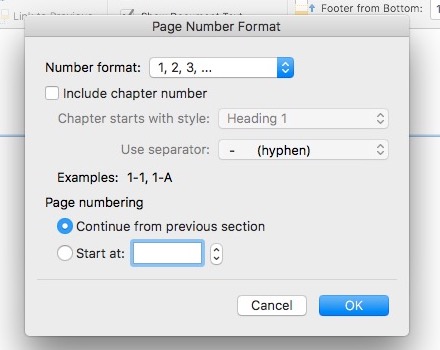 Link to Previous
Show Document Text
Footer from Bottom:
Page Number Format
Number format: 1, 2, 3, ...
Include chapter number
Chapter starts with style: Heading 1
Use separator: - (hyphen)
Examples: 1-1, 1-A
Page numbering
Continue from previous section
Start at:
Cancel OK